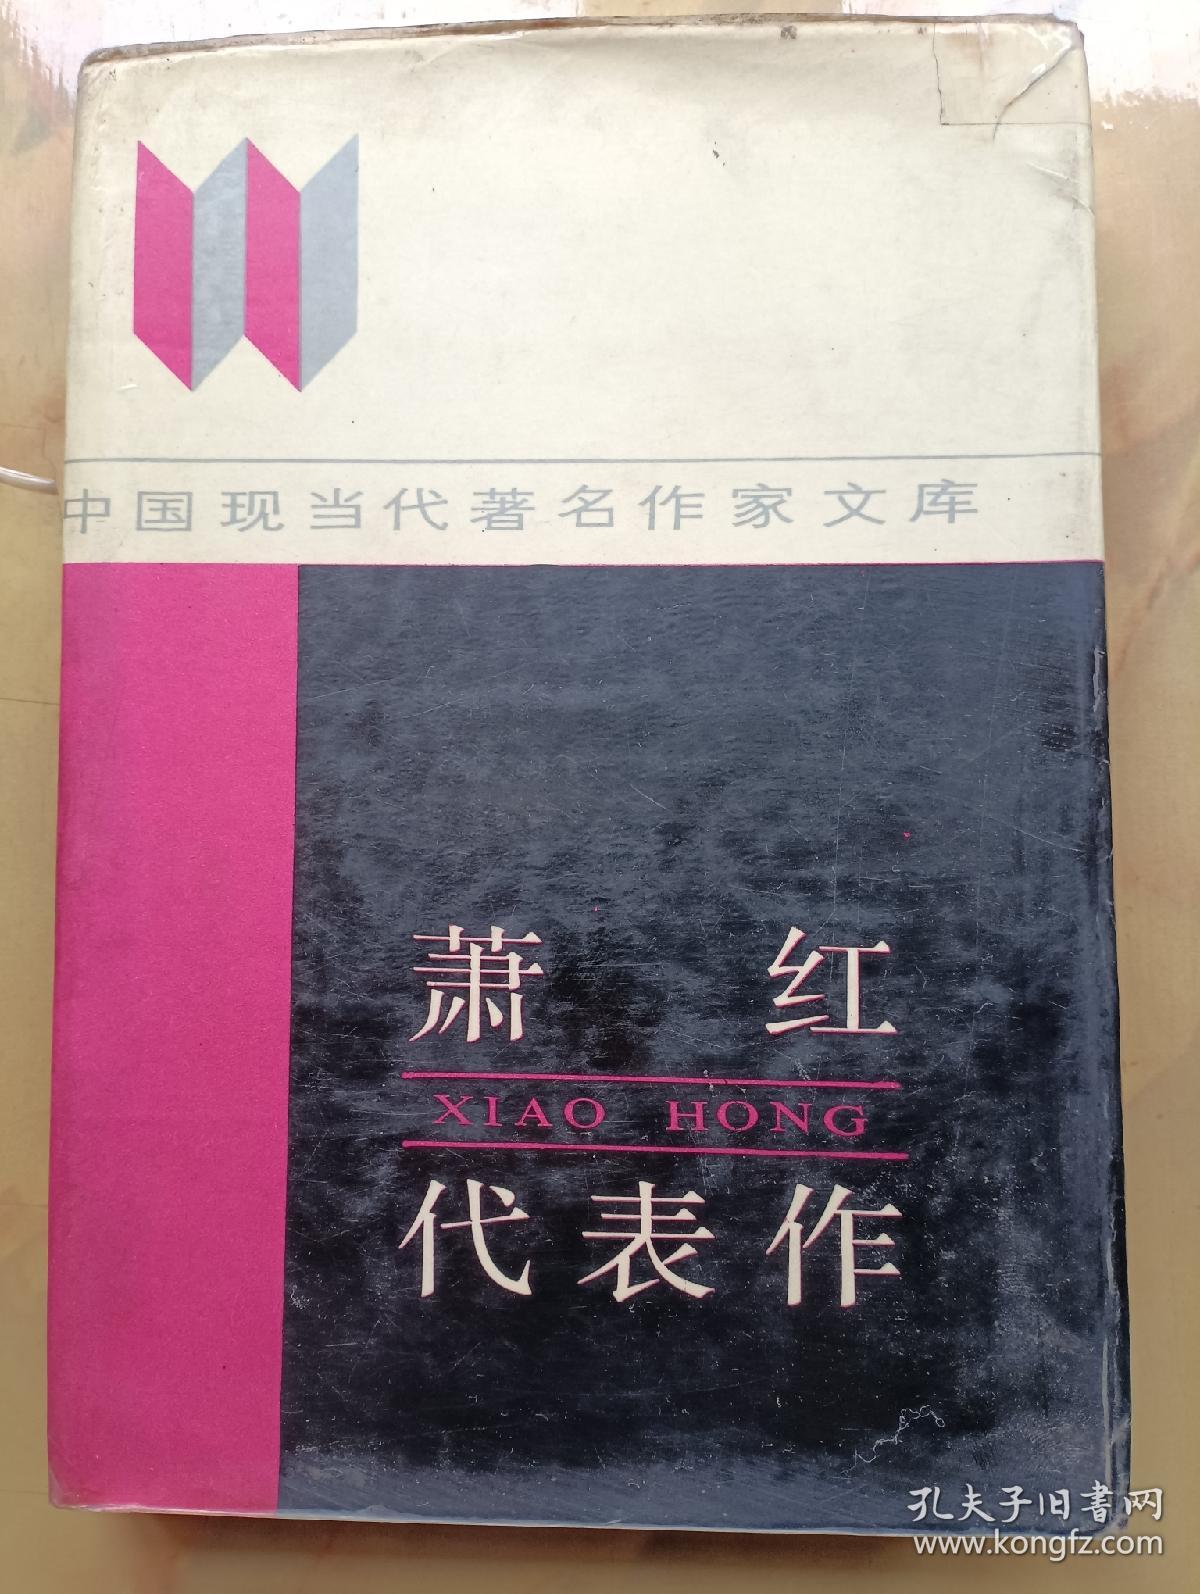 中国现当代著名作家文库
萧红
XIAO HONG
代表作
孔夫子旧書网
www.kongfz.com